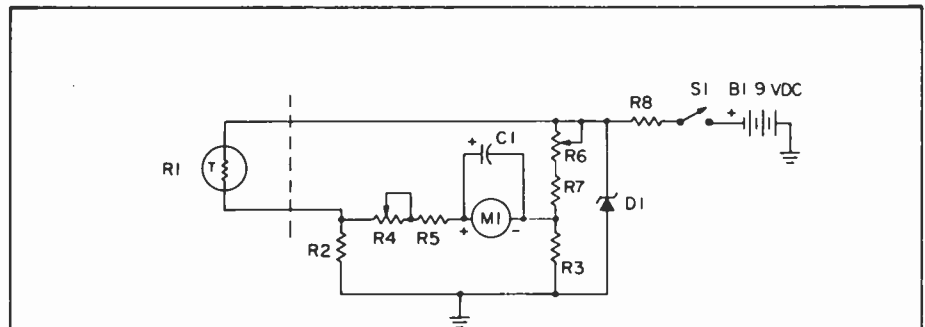 S1 B1 9 VDC
R8
+
+ C1
R6
R1 T
R7
M1
D1
+ -
R4 R5
R2
R3